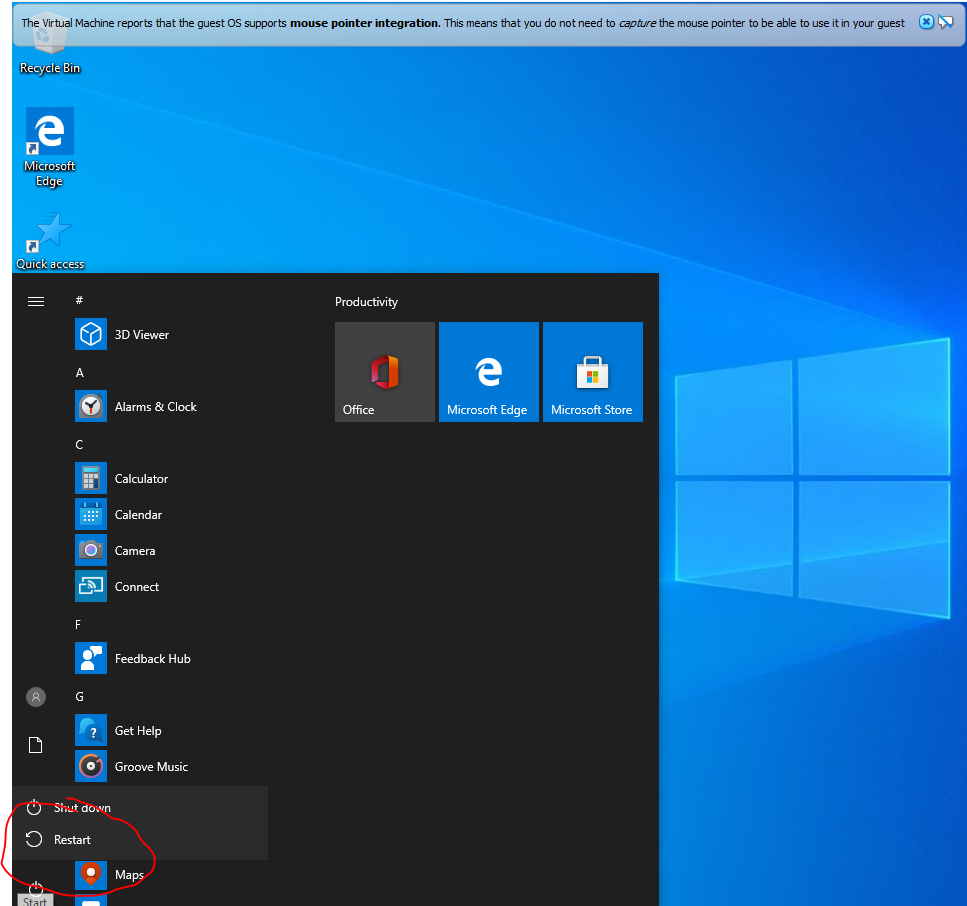 The Virtual Machine reports that the guest OS supports mouse pointer integration. This means that you do not need to capture the mouse pointer to be able to use it in your guest
Recycle Bin
Microsoft
Edge
Quick access
#
Productivity
3D Viewer
A
Alarms & Clock
Office
Microsoft Edge
Microsoft Store
C
Calculator
Calendar
Camera
Connect
F
Feedback Hub
G
Get Help
Groove Music
Shut down
Restart
Maps
Start